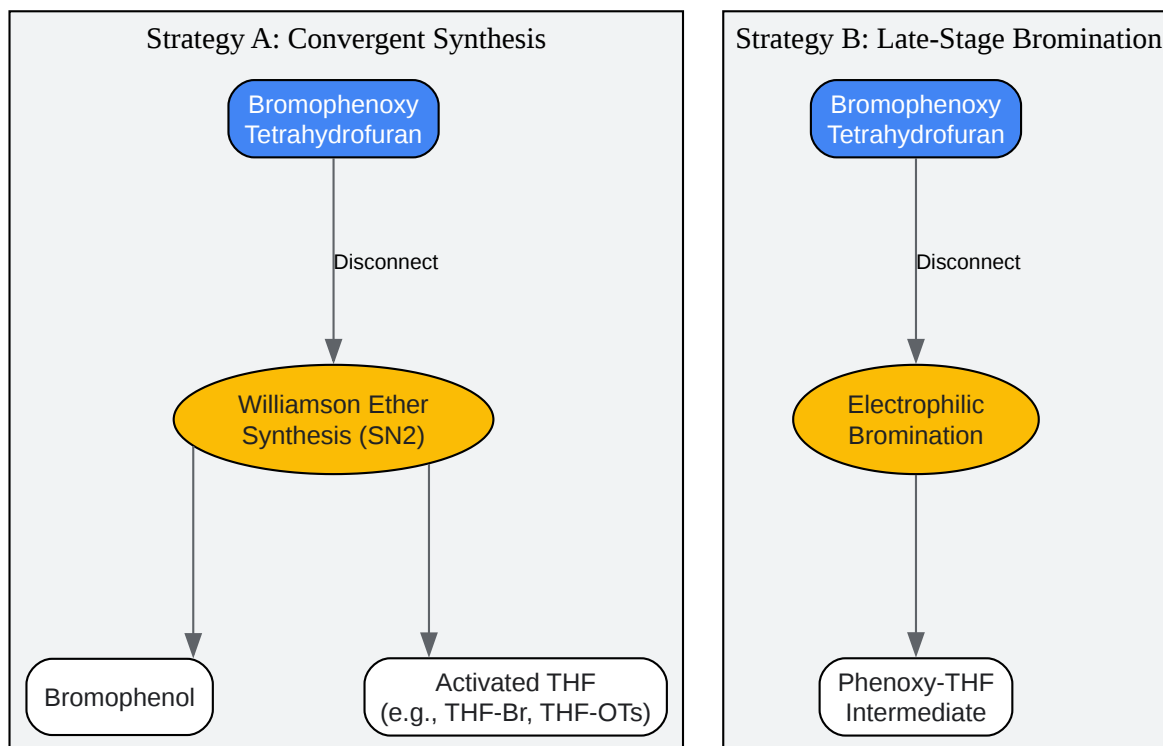 Strategy A: Convergent Synthesis
Bromophenoxy
Tetrahydrofuran
Disconnect
Williamson Ether
Synthesis (SN2)
Bromophenol
Activated THF
(e.g., THF-Br, THF-OTs)
Strategy B: Late-Stage Bromination
Bromophenoxy
Tetrahydrofuran
Disconnect
Electrophilic
Bromination
Phenoxy-THF
Intermediate